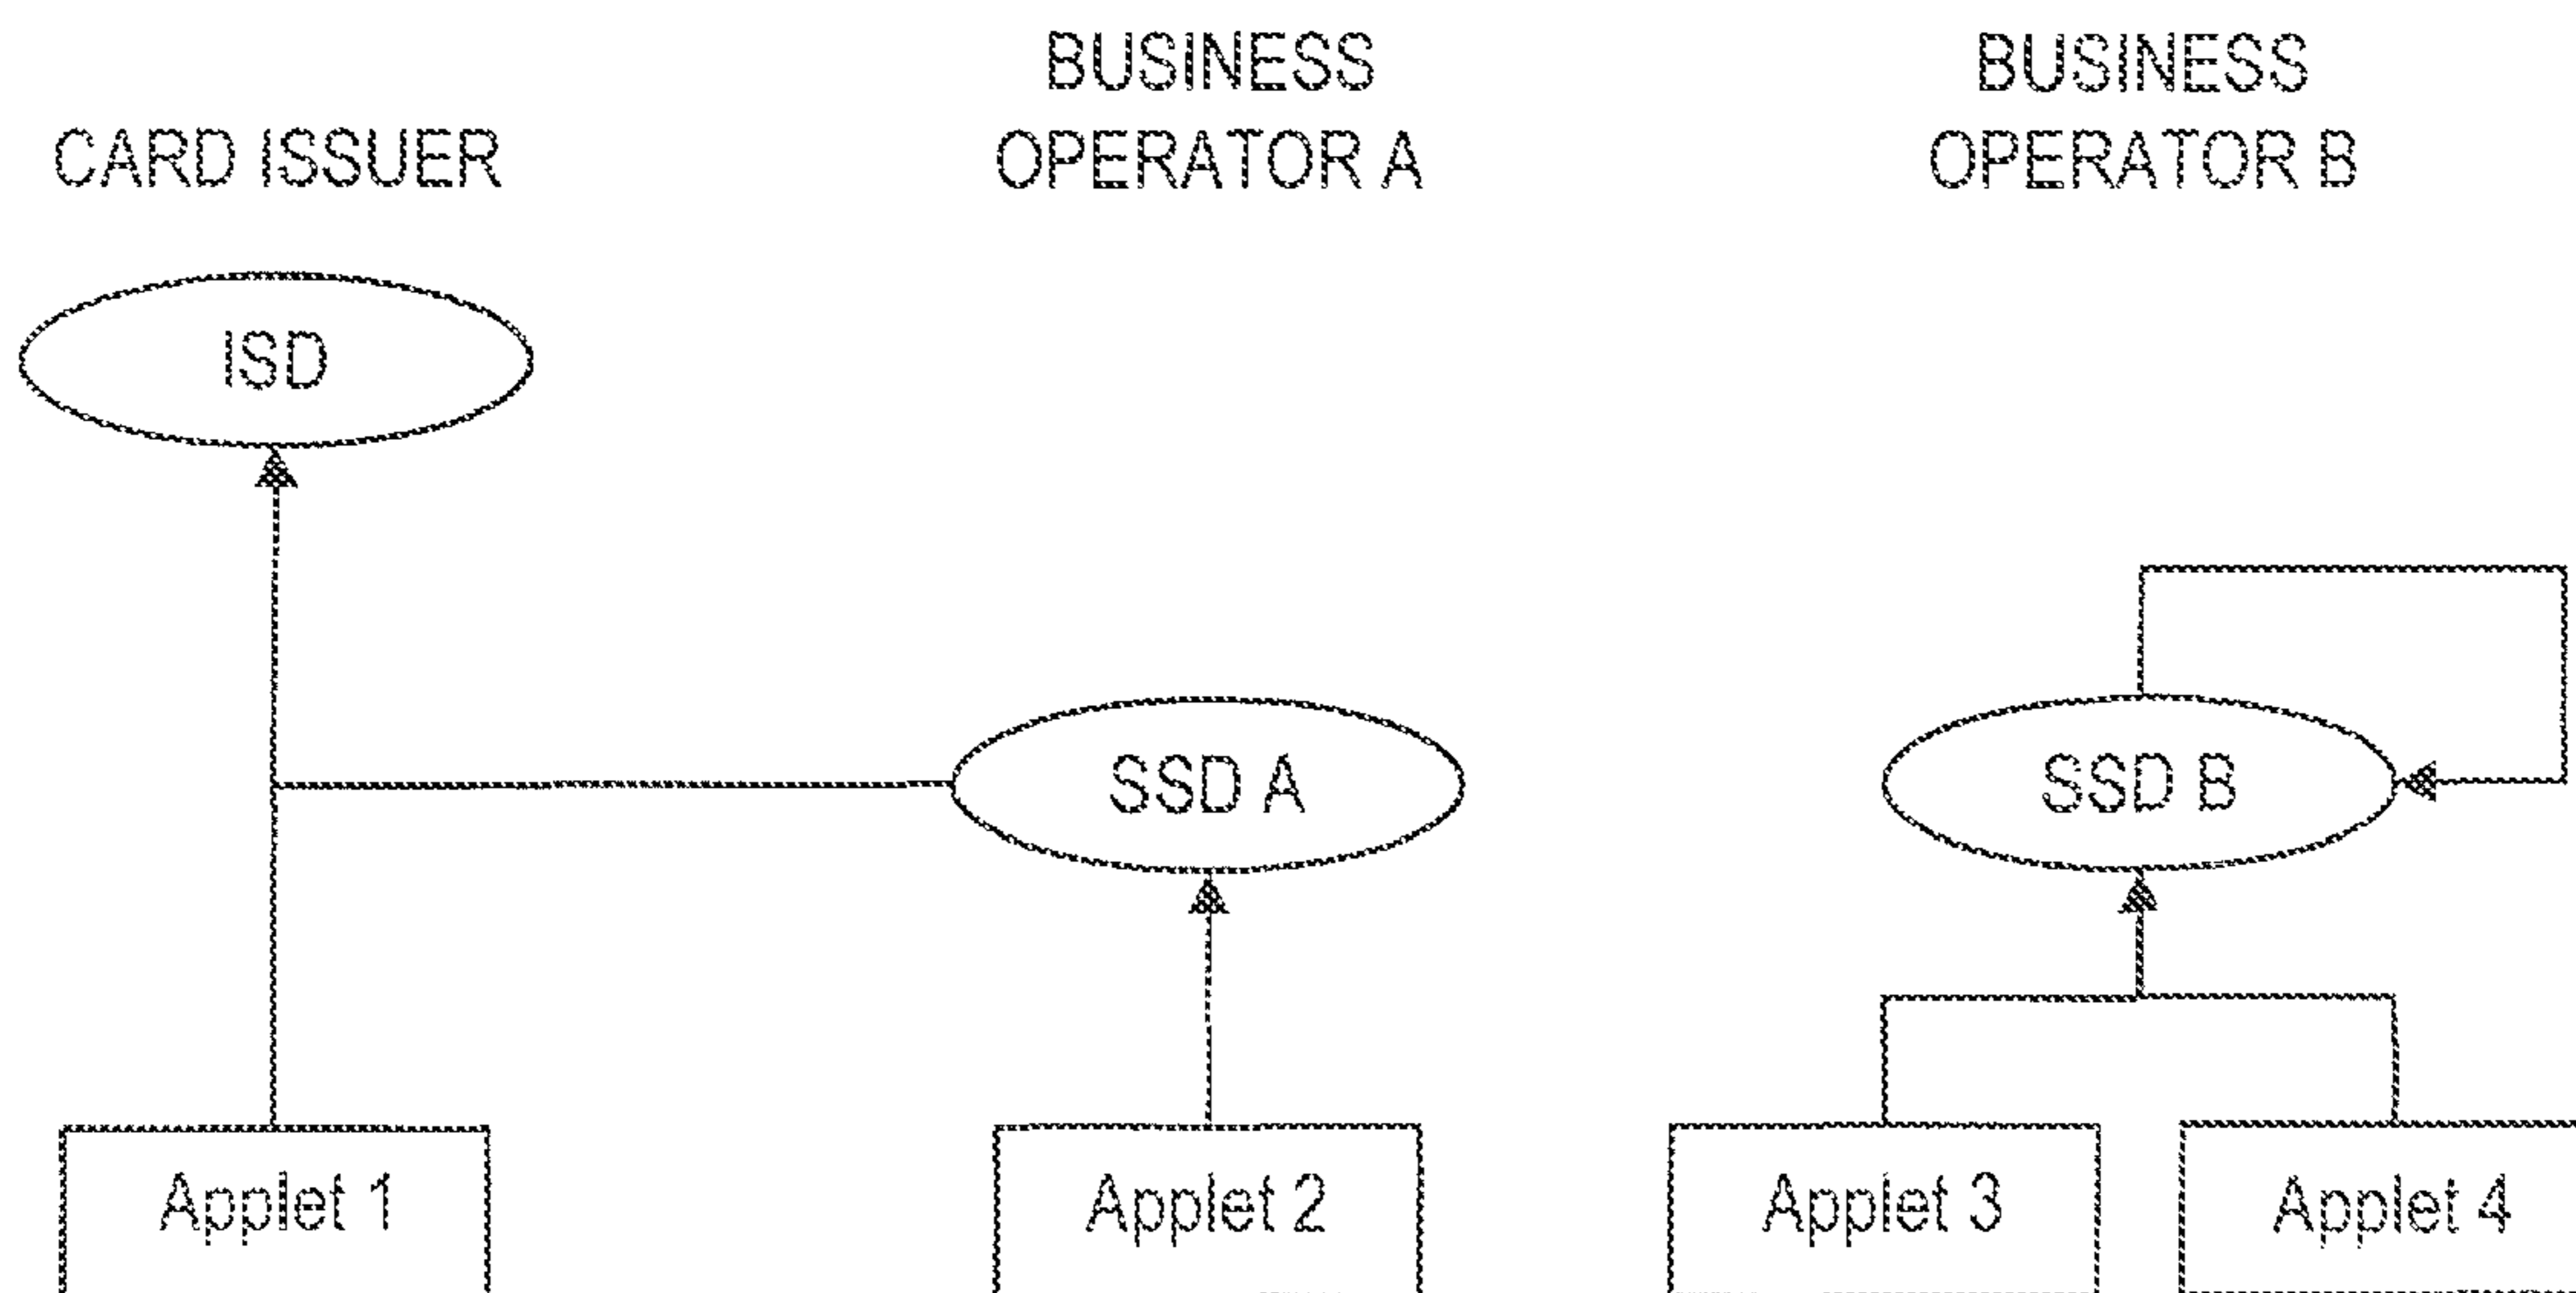 CARD ISSUER
BUSINESS
OPERATOR A
BUSINESS
OPERATOR B
ISD
SSD A
SSD B
Applet 1
Applet 2
Applet 3
Applet 4